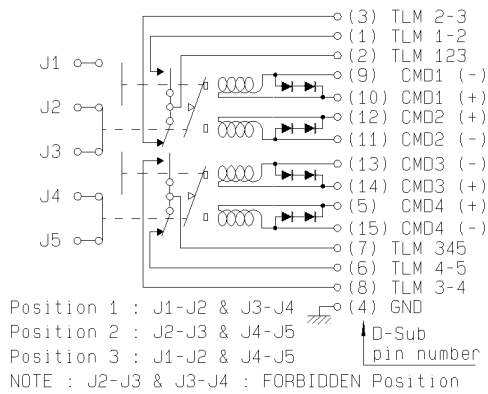 (3) TLM 2-3
(1) TLM 1-2
(2) TLM 123
J1
(9) CMD1 (-)
(10) CMD1 (+)
J2
(12) CMD2 (+)
(11) CMD2 (-)
J3
(13) CMD3 (-)
(14) CMD3 (+)
J4
(5) CMD4 (+)
(15) CMD4 (-)
J5
(7) TLM 345
(6) TLM 4-5
(8) TLM 3-4
(4) GND
Position 1 : J1-J2 & J3-J4
Position 2 : J2-J3 & J4-J5
Position 3 : J1-J2 & J4-J5
D-Sub
pin number
NOTE : J2-J3 & J3-J4 : FORBIDDEN Position